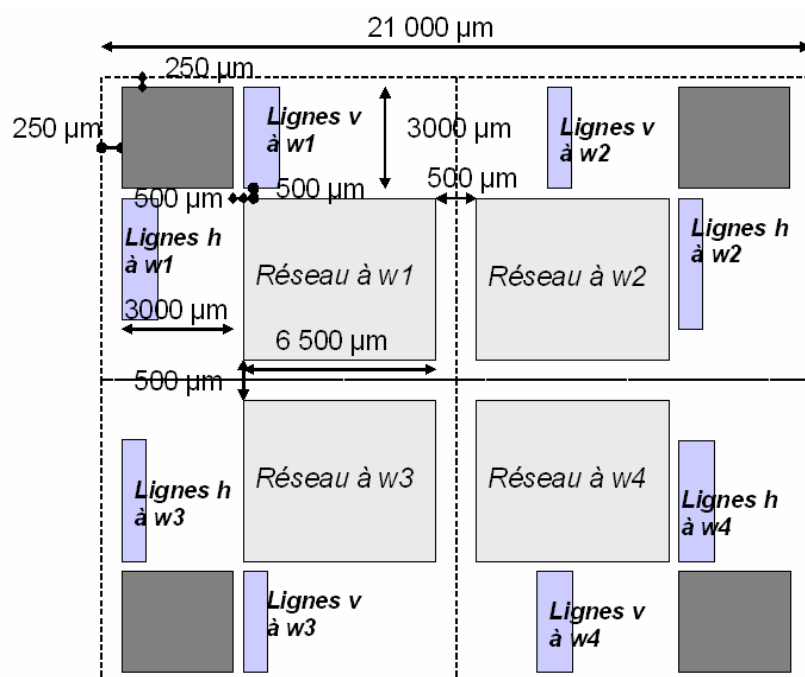 21 000 µm
250 µm
250 µm
Lignes v
à w1
3000 µm
Lignes v
à w2
500 µm
500 µm
500 µm
Lignes h
à w1
Réseau à w1
Réseau à w2
Lignes h
à w2
3000 µm
6 500 µm
500 µm
Lignes h
à w3
Réseau à w3
Réseau à w4
Lignes h
à w4
Lignes v
à w3
Lignes v
à w4